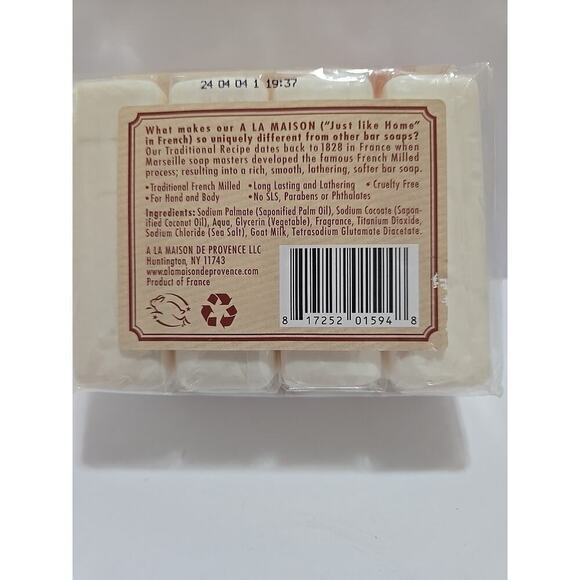 24 04 04 1 19:37
What makes our A LA MAISON ("Just like Home"
in French) so uniquely different from other bar soaps?
Our Traditional Recipe dates back to 1828 in France when
Marseille soap masters developed the famous French Milled
process; resulting into a rich, smooth, lathering, softer bar soap.
• Traditional French Milled • Long Lasting and Lathering • Cruelty Free
• For Hand and Body • No SLS, Parabens or Phthalates
Ingredients: Sodium Palmate (Saponified Palm Oil), Sodium Cocoate (Sapon-
ified Coconut Oil), Aqua, Glycerin (Vegetable), Fragrance, Titanium Dioxide,
Sodium Chloride (Sea Salt), Goat Milk, Tetrasodium Glutamate Diacetate.
A LA MAISON DE PROVENCE LLC
Huntington, NY 11743
www.alamaisondeprovence.com
Product of France
8 17252 01594 8